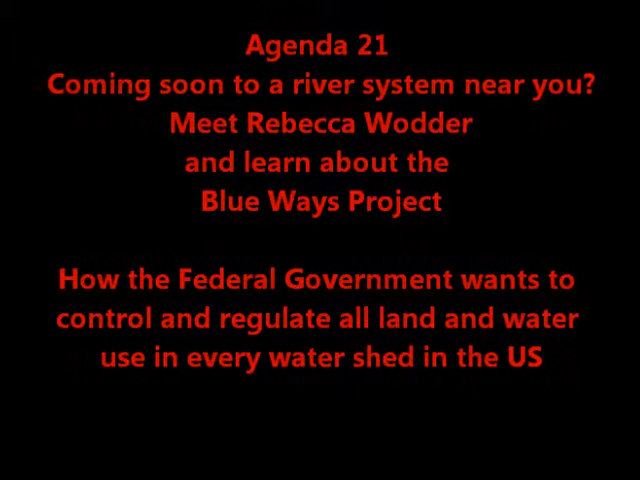 Agenda 21
Coming soon to a river system near you?
Meet Rebecca Wodder
and learn about the
Blue Ways Project
How the Federal Government wants to
control and regulate all land and water
use in every water shed in the US